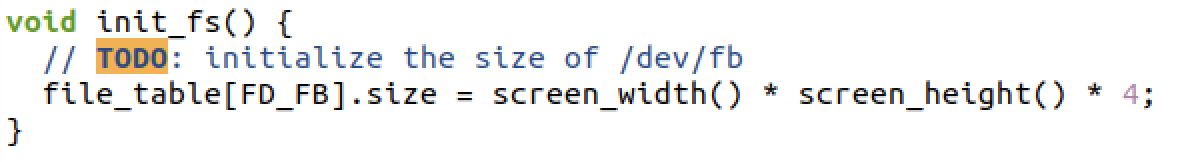 void init_fs() {
  // TODO: initialize the size of /dev/fb
  file_table[FD_FB].size = screen_width() * screen_height() * 4;
}